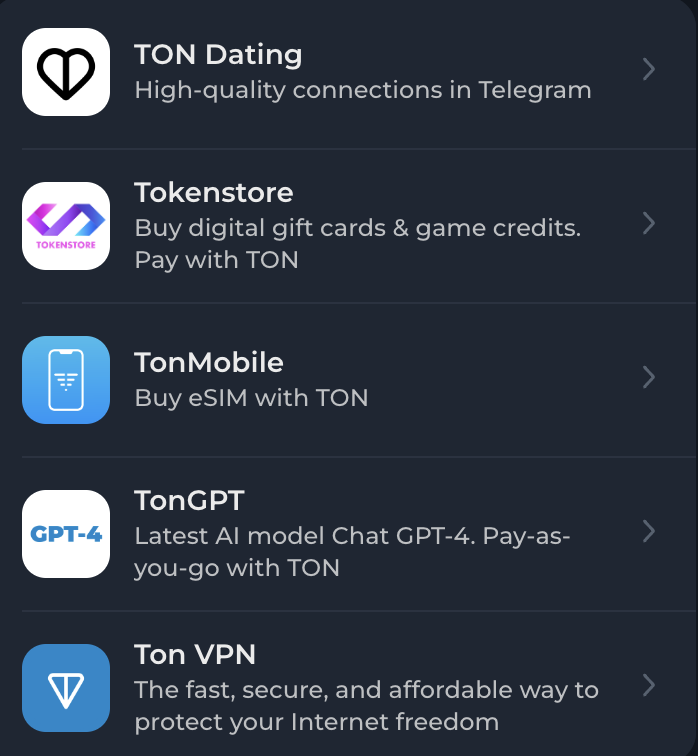 TON Dating
High-quality connections in Telegram
Tokenstore
TOKENSTORE
Buy digital gift cards & game credits.
Pay with TON
TonMobile
Buy eSIM with TON
TonGPT
GPT-4
Latest AI model Chat GPT-4. Pay-as-
you-go with TON
Ton VPN
The fast, secure, and affordable way to
protect your Internet freedom